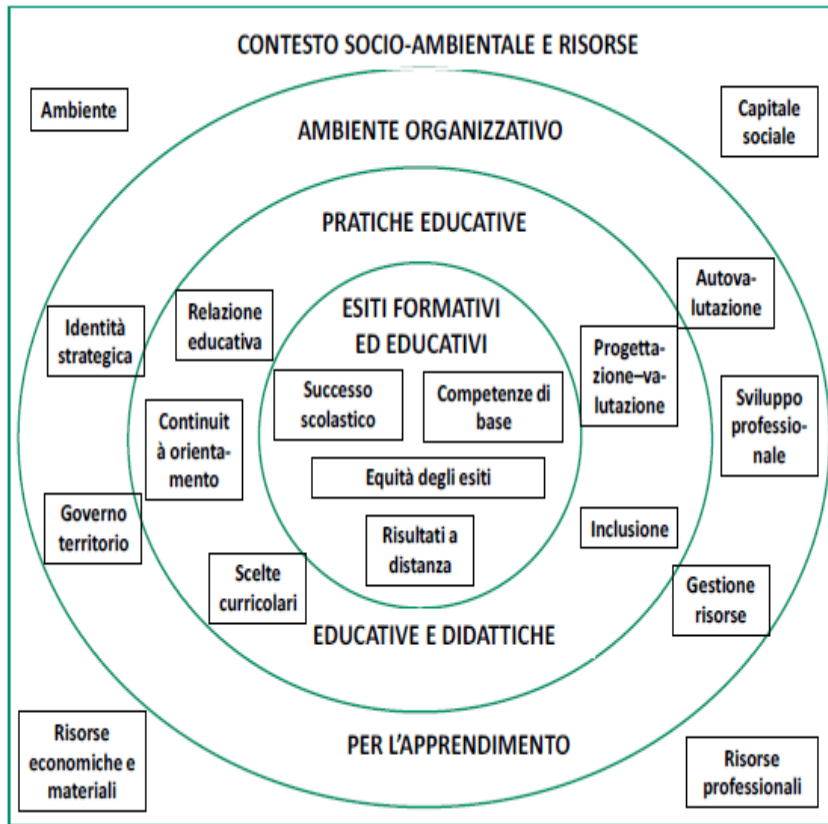 CONTESTO SOCIO-AMBIENTALE E RISORSE
Ambiente
Capitale
sociale
AMBIENTE ORGANIZZATIVO
PRATICHE EDUCATIVE
Autova-
lutazione
Identità
strategica
Relazione
educativa
ESITI FORMATIVI
ED EDUCATIVI
Progetta-
zione–va-
lutazione
Successo
scolastico
Competenze di
base
Sviluppo
professio-
nale
Continuit
à orienta-
mento
Equità degli esiti
Governo
territorio
Risultati a
distanza
Inclusione
Scelte
curricolari
Gestione
risorse
EDUCATIVE E DIDATTICHE
PER L'APPRENDIMENTO
Risorse
economiche e
materiali
Risorse
professionali